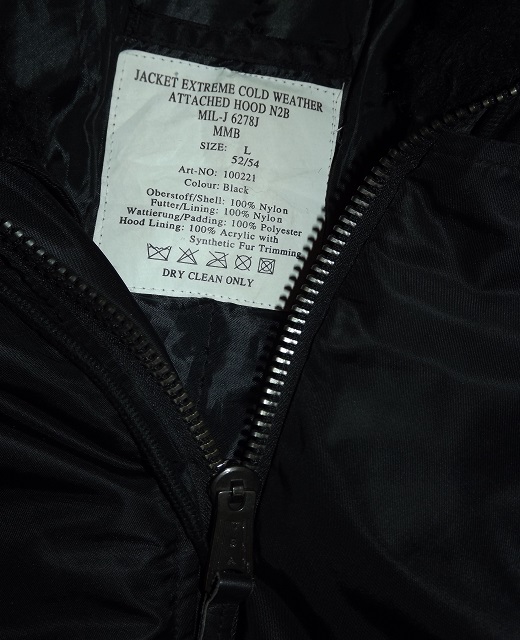 JACKET EXTREME COLD WEATHER
ATTACHED HOOD N2B
MIL-J 6278J
MMB
SIZE: L
52/54
Art-NO: 100221
Colour: Black
Oberstoff/Shell: 100% Nylon
Futter/Lining: 100% Nylon
Wattierung/Padding: 100% Polyester
Hood Lining: 100% Acrylic with
Synthetic Fur Trimming
DRY CLEAN ONLY